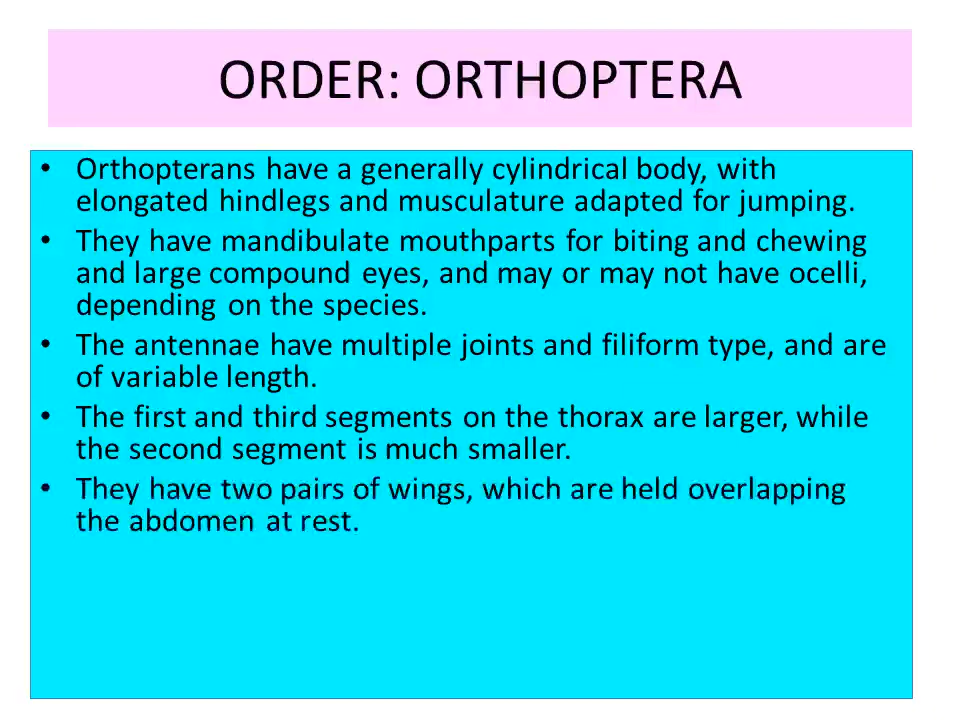 ORDER: ORTHOPTERA
• Orthopterans have a generally cylindrical body, with
elongated hindlegs and musculature adapted for jumping.
• They have mandibulate mouthparts for biting and chewing
and large compound eyes, and may or may not have ocelli,
depending on the species.
• The antennae have multiple joints and filiform type, and are
of variable length.
• The first and third segments on the thorax are larger, while
the second segment is much smaller.
• They have two pairs of wings, which are held overlapping
the abdomen at rest.